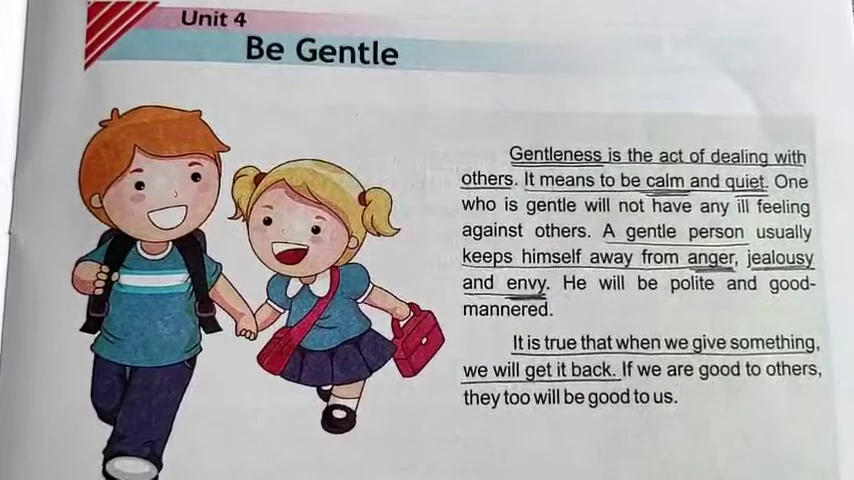 Unit 4
Be Gentle
Gentleness is the act of dealing with
others. It means to be calm and quiet. One
who is gentle will not have any ill feeling
against others. A gentle person usually
keeps himself away from anger, jealousy
and envy. He will be polite and good-
mannered.
It is true that when we give something,
we will get it back. If we are good to others,
they too will be good to us.